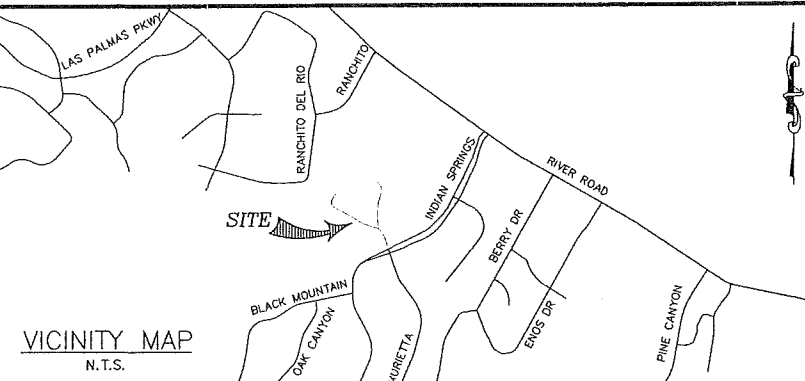 LAS PALMAS PKWY
RANCHITO
RANCHITO DEL RIO
INDIAN SPRINGS
RIVER ROAD
SITE
BERRY DR
BLACK MOUNTAIN
OAK CANYON
ENOS DR
PINE CANYON
VICINITY MAP
N.T.S.